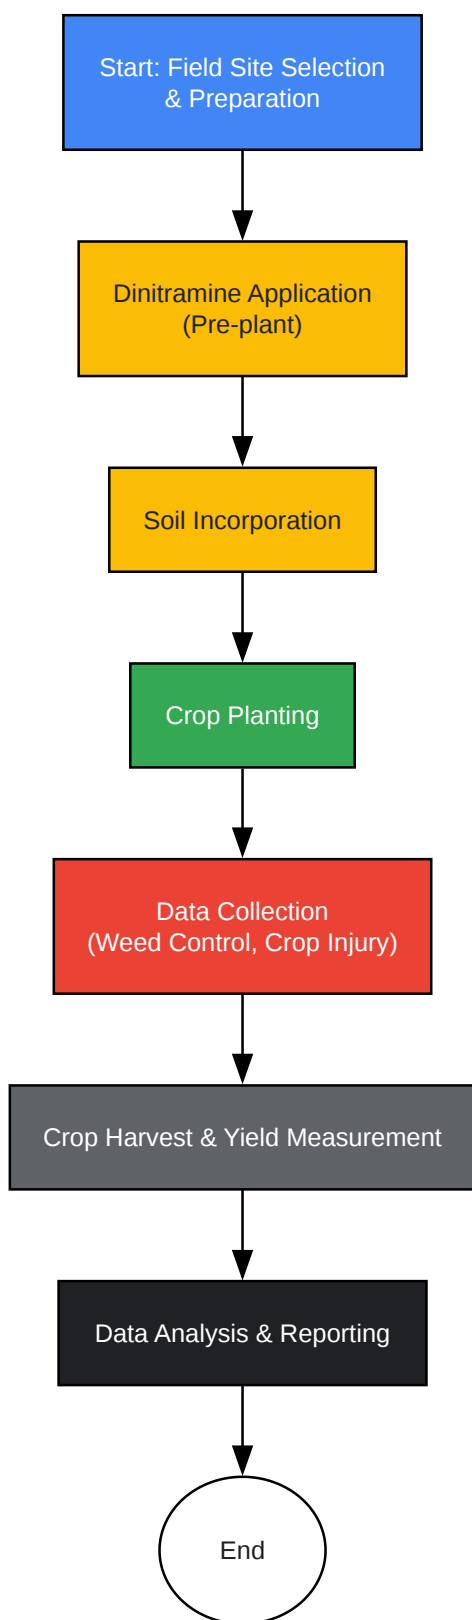 Start: Field Site Selection
& Preparation
Dinitramine Application
(Pre-plant)
Soil Incorporation
Crop Planting
Data Collection
(Weed Control, Crop Injury)
Crop Harvest & Yield Measurement
Data Analysis & Reporting
End